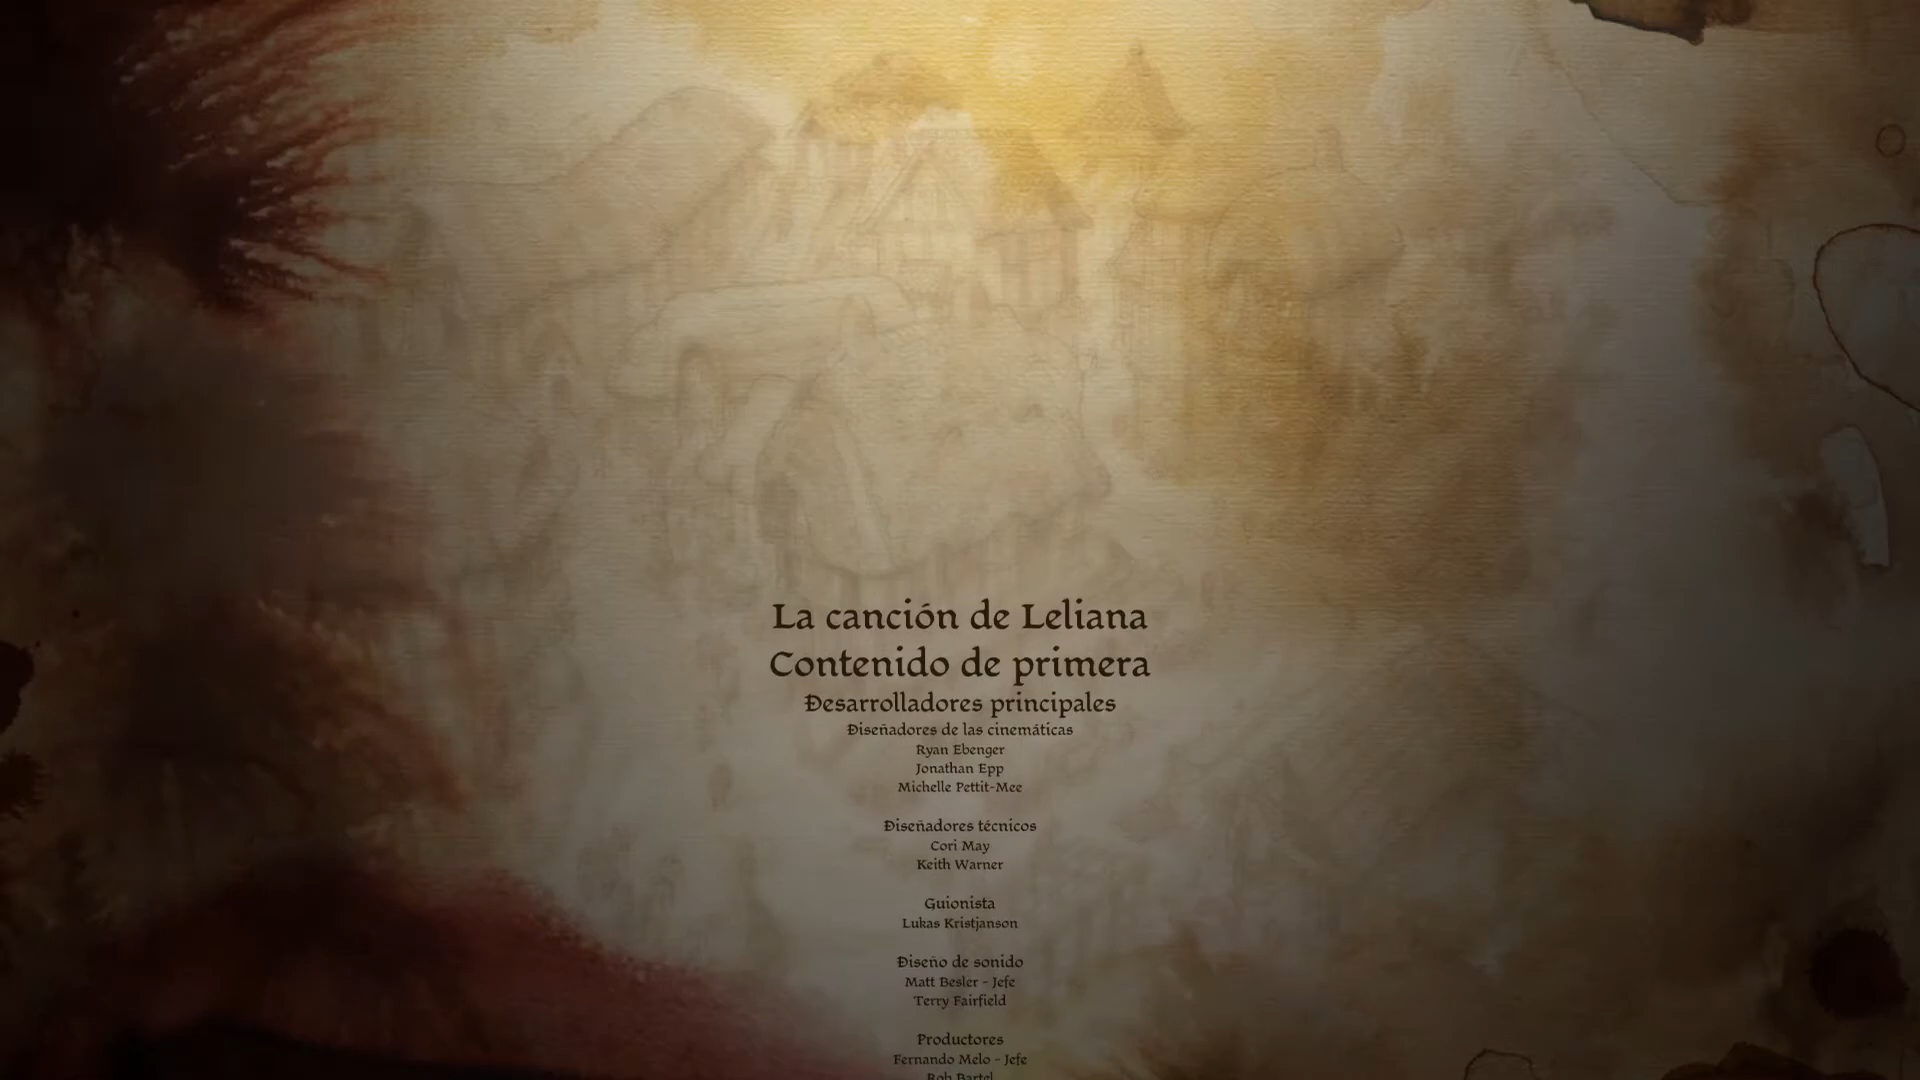 La canción de Leliana
Contenido de primera
Desarrolladores principales
Diseñadores de las cinemáticas
Ryan Ebenger
Jonathan Epp
Michelle Pettit-Mee
Diseñadores técnicos
Cori May
Keith Warner
Guionista
Lukas Kristjanson
Diseño de sonido
Matt Besler - Jefe
Terry Fairfield
Productores
Fernando Melo - Jefe
Rob Bartel